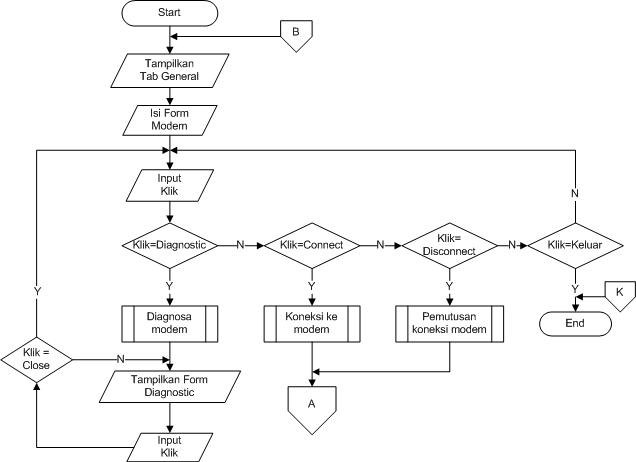 Start
B
Tampilkan
Tab General
Isi Form
Modem
Input
Klik
N
Klik=Diagnostic
N
Klik=Connect
N
Klik=
Disconnect
N
Klik=Keluar
Y
Y
Y
Y
Y
K
Diagnosa
modem
Koneksi ke
modem
Pemutusan
koneksi modem
End
Klik =
Close
N
Tampilkan Form
Diagnostic
A
Input
Klik